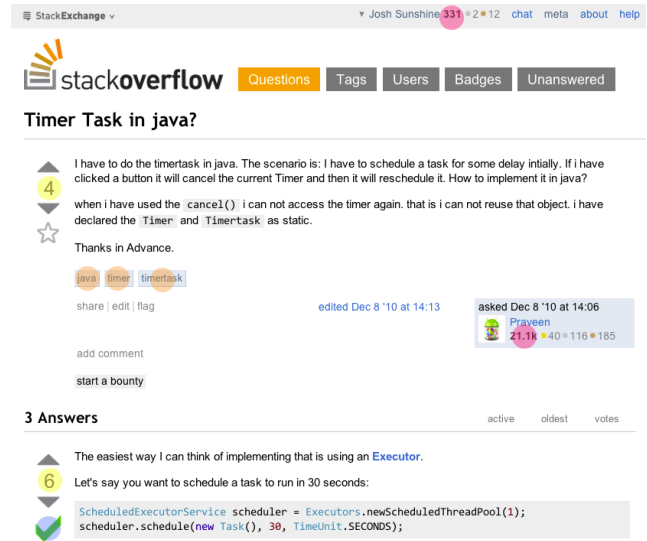 StackExchange
Josh Sunshine 331 2 12 chat meta about help
stackoverflow Questions Tags Users Badges Unanswered
Timer Task in java?
I have to do the timertask in java. The scenario is: I have to schedule a task for some delay intially. If i have
clicked a button it will cancel the current Timer and then it will reschedule it. How to implement it in java?
4
when i have used the cancel() i can not access the timer again. that is i can not reuse that object. i have
declared the Timer and Timertask as static.
Thanks in Advance.
java timer timertask
share | edit | flag edited Dec 8 '10 at 14:13 asked Dec 8 '10 at 14:06
Praveen
21.1k 40 116 185
add comment
start a bounty
3 Answers active oldest votes
The easiest way I can think of implementing that is using an Executor.
6
Let's say you want to schedule a task to run in 30 seconds:
ScheduledExecutorService scheduler = Executors.newScheduledThreadPool(1);
scheduler.schedule(new Task(), 30, TimeUnit.SECONDS);